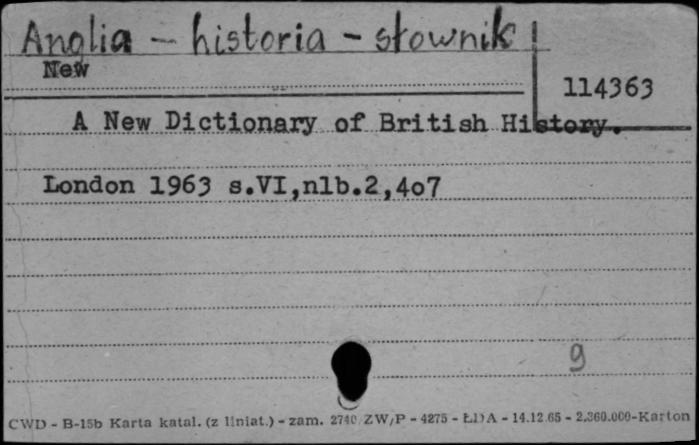 Anglia - historia - słownik
New
114363
A New Dictionary of British History.
London 1963 s.VI,nlb.2,4o7
9
CWD - B-15b Karta katal. (z liniat.) - zam. 2740 ZW/P - 4275 - ŁDA - 14.12.65 - 2.360.000-Karton